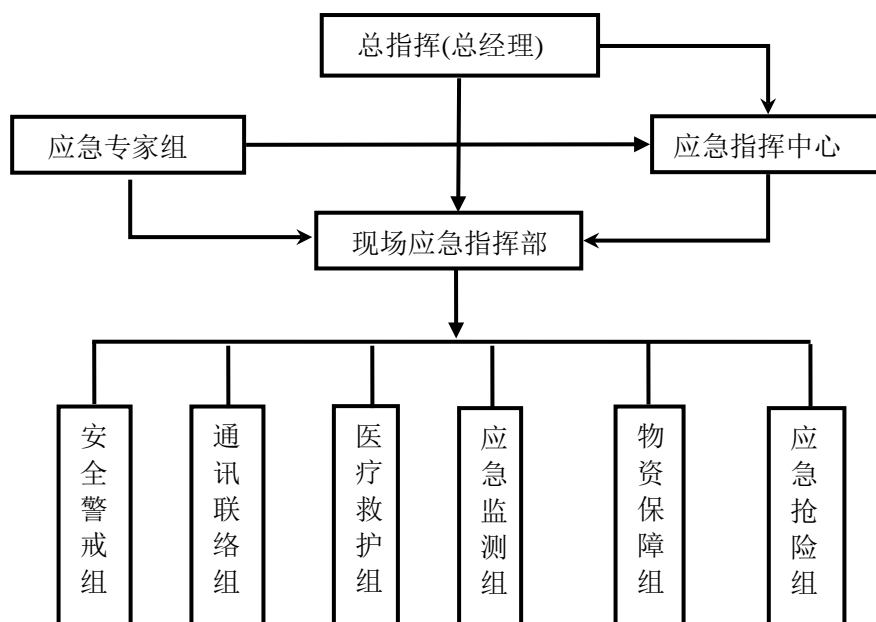 总指挥(总经理)
应急专家组
应急指挥中心
现场应急指挥部
安全警戒组
通讯联络组
医疗救护组
应急监测组
物资保障组
应急抢险组